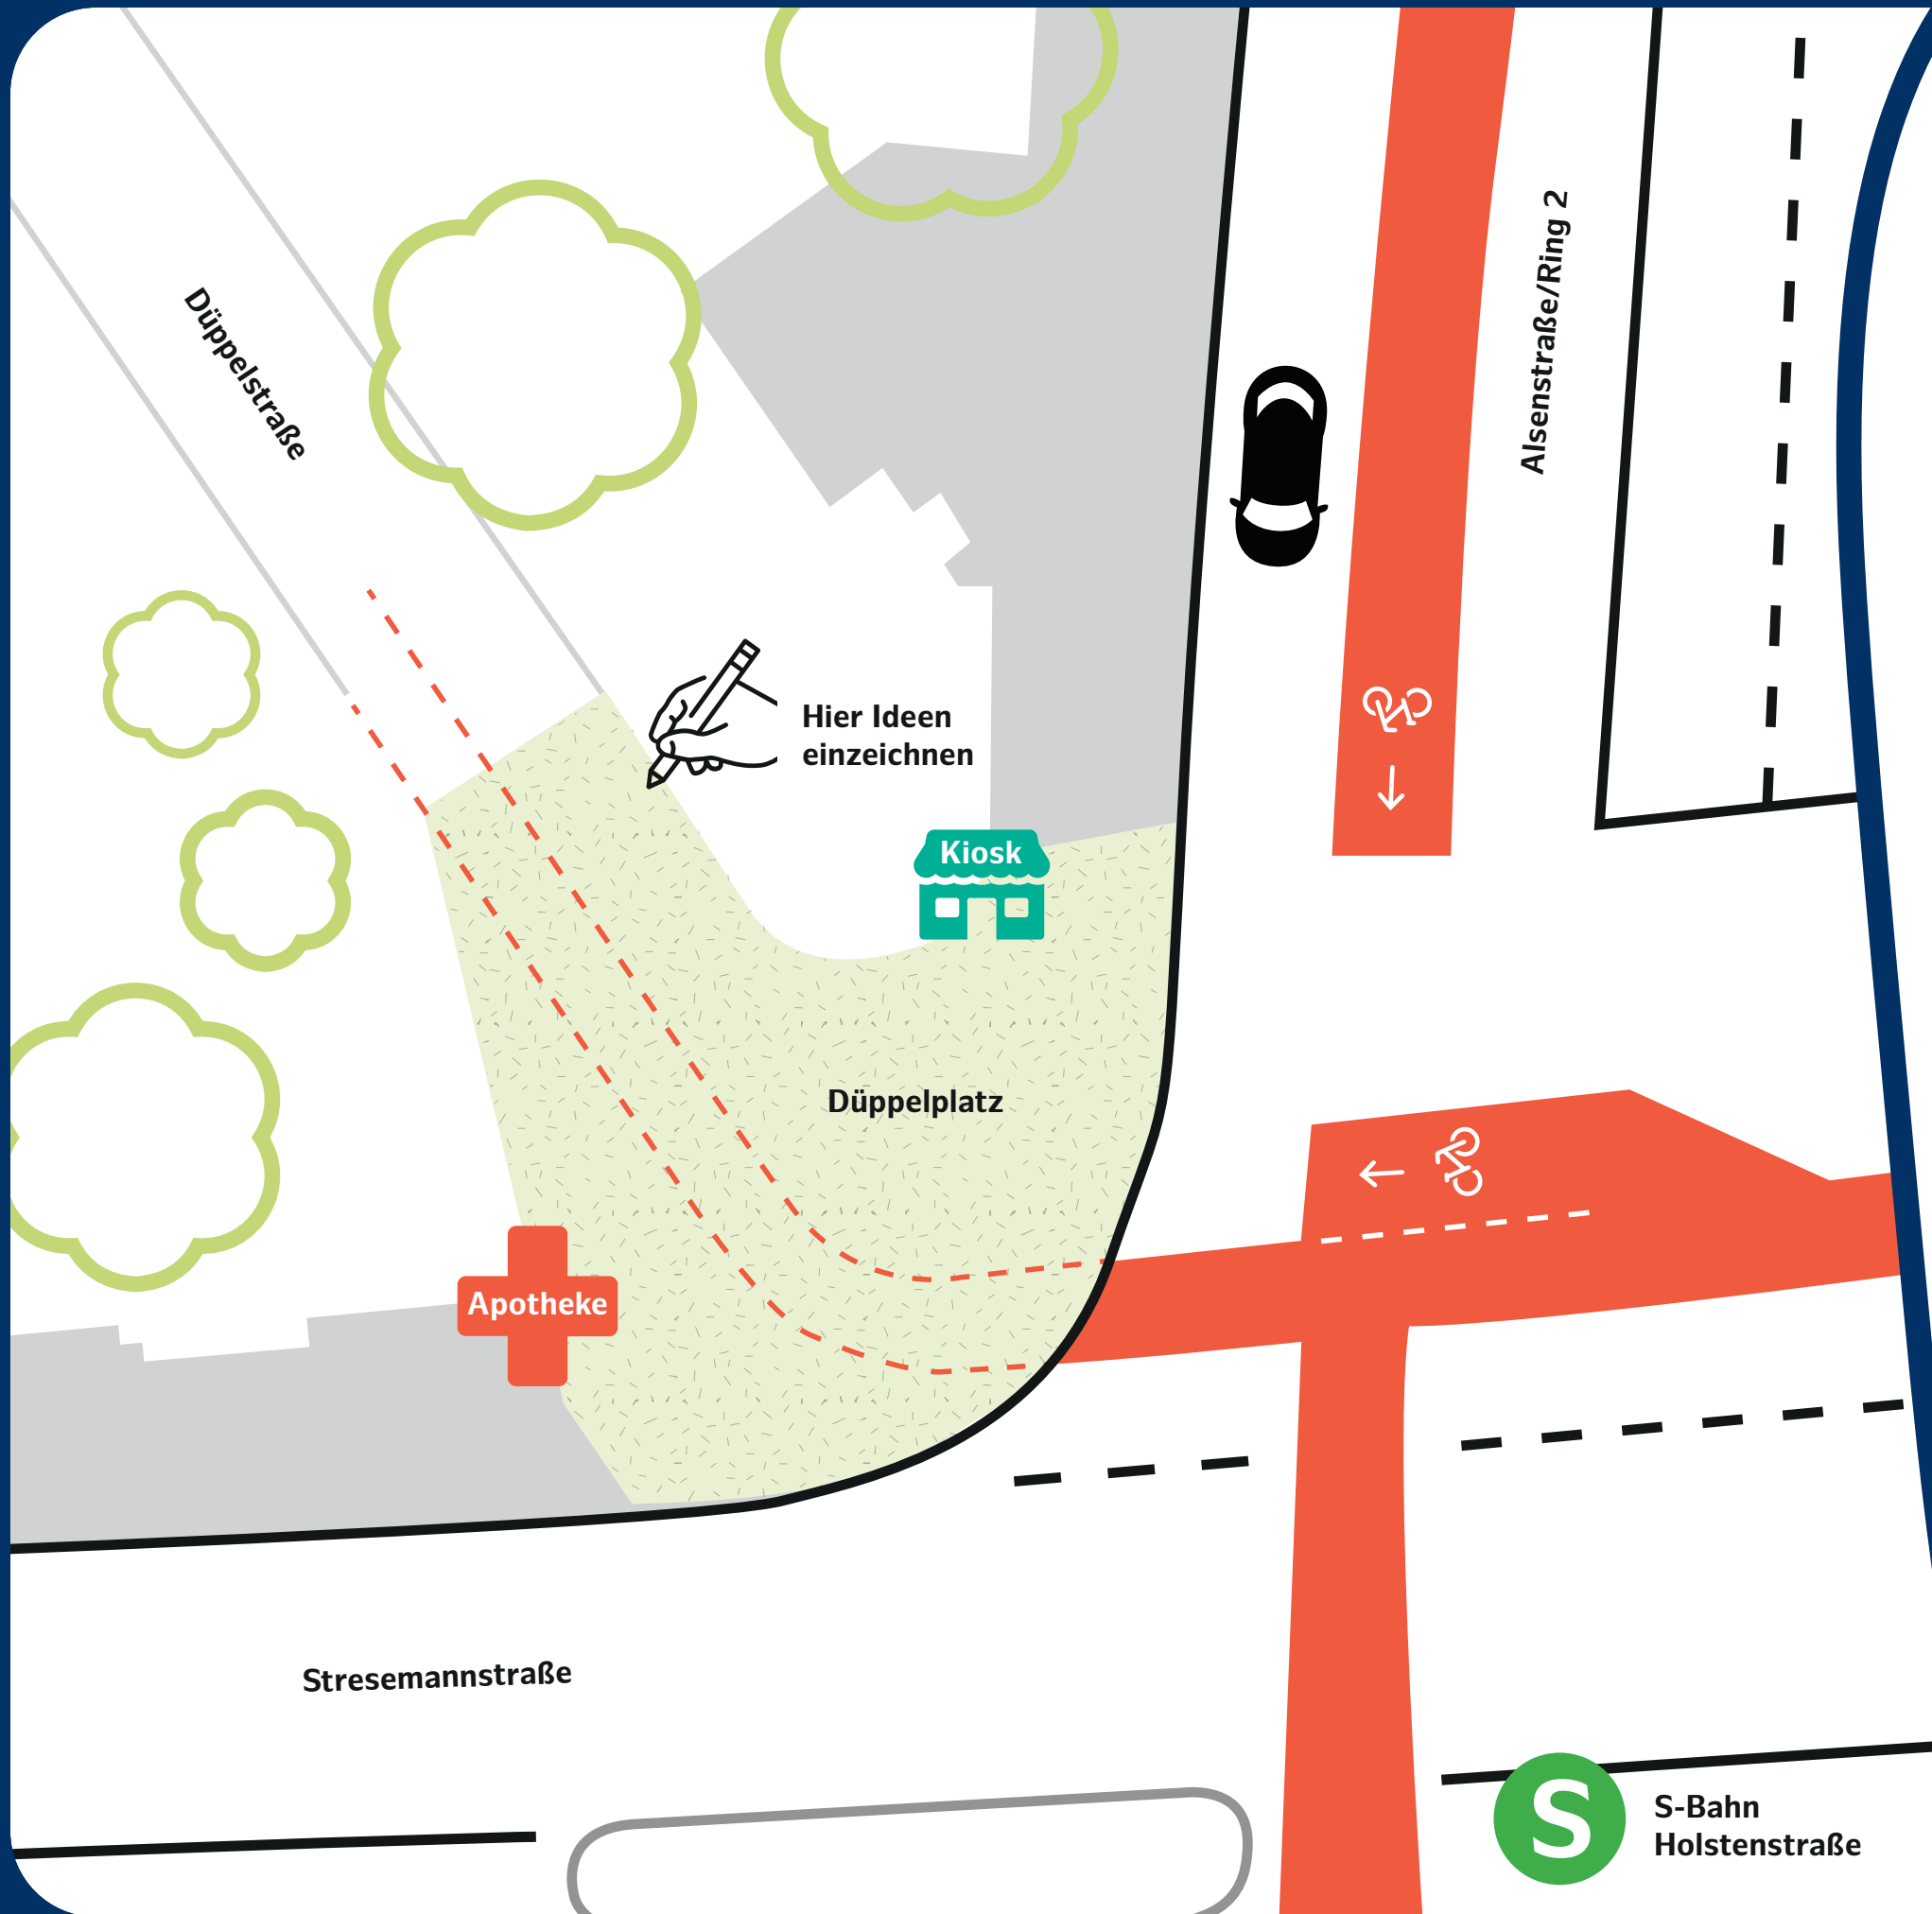 Düppelstraße
Alsenstraße/Ring 2
Hier Ideen
einzeichnen
Kiosk
Düppelplatz
Apotheke
Stresemannstraße
S
S-Bahn
Holstenstraße